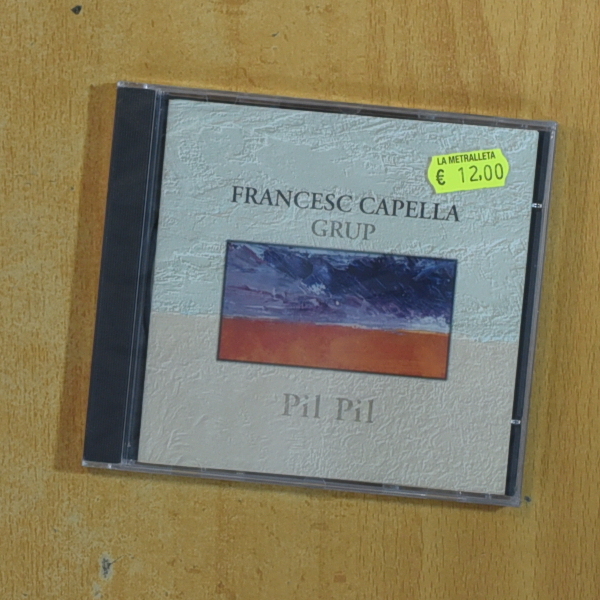 LA METRALLETA
€ 12,00
FRANCESC CAPELLA
GRUP
Pil Pil